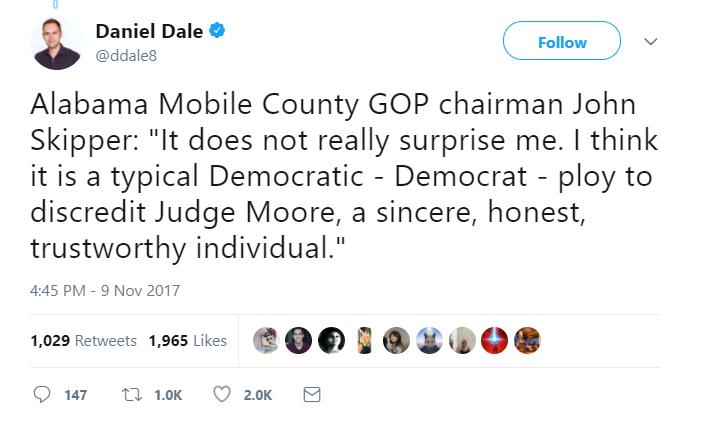 Daniel Dale
@ddale8
Follow
Alabama Mobile County GOP chairman John
Skipper: "It does not really surprise me. I think
it is a typical Democratic - Democrat - ploy to
discredit Judge Moore, a sincere, honest,
trustworthy individual."
4:45 PM - 9 Nov 2017
1,029 Retweets 1,965 Likes
147 1.0K 2.0K